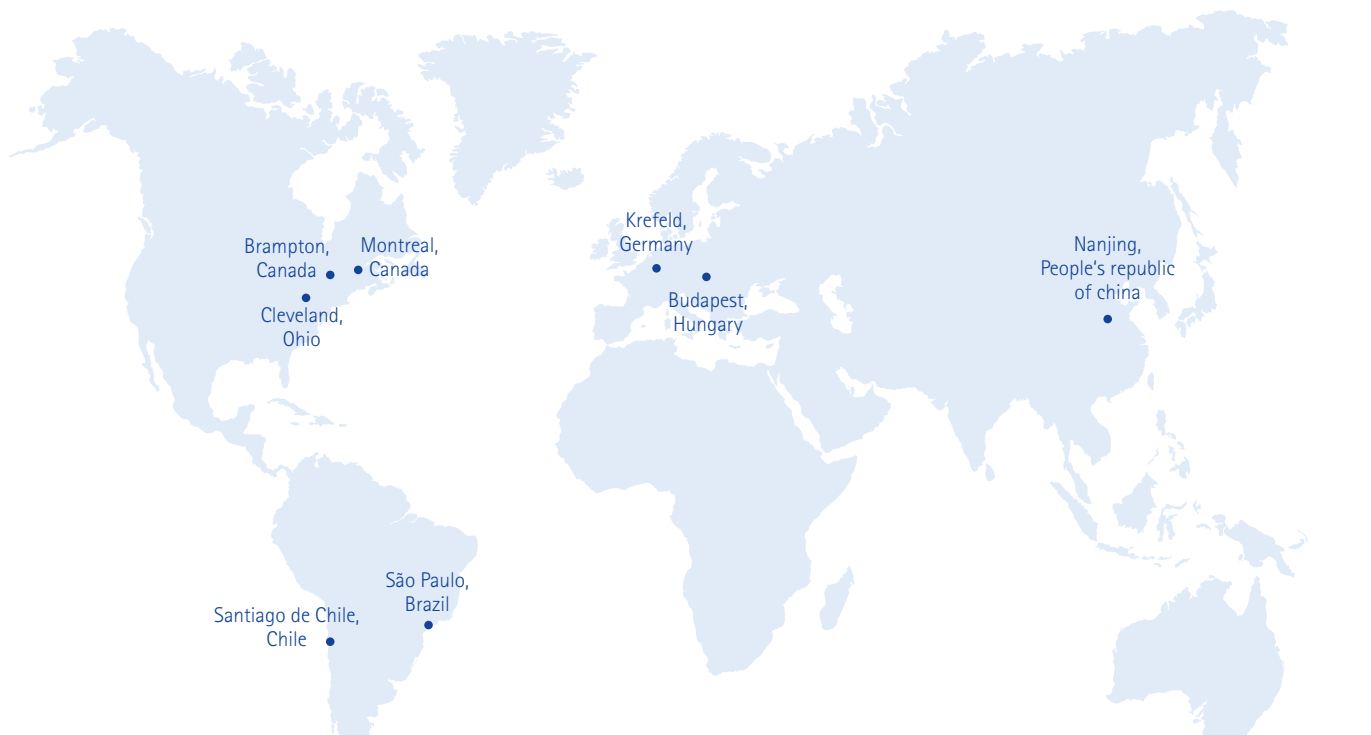 Brampton,
Canada
Montreal,
Canada
Cleveland,
Ohio
Krefeld,
Germany
Budapest,
Hungary
Nanjing,
People‘s republic
of china
São Paulo,
Brazil
Santiago de Chile,
Chile